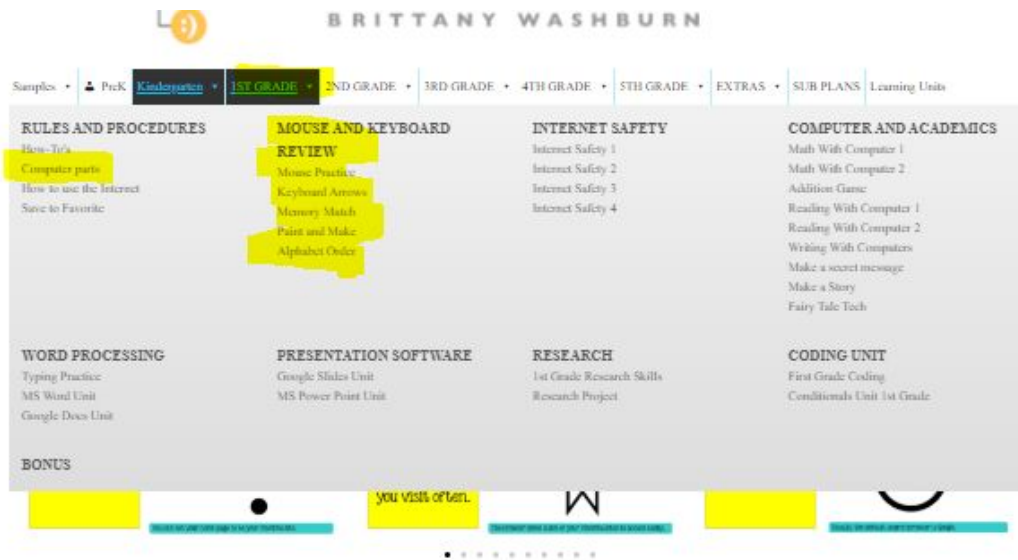 BRITTANY WASHBURN
Samples PreK Kindergarten 1ST GRADE 2ND GRADE 3RD GRADE 4TH GRADE 5TH GRADE EXTRAS SUB PLANS Learning Units
RULES AND PROCEDURES
How-To's
Computer parts
How to use the Internet
Save to Favorite
MOUSE AND KEYBOARD
REVIEW
Mouse Practice
Keyboard Arrows
Memory Match
Paint and Make
Alphabet Order
INTERNET SAFETY
Internet Safety 1
Internet Safety 2
Internet Safety 3
Internet Safety 4
COMPUTER AND ACADEMICS
Math With Computer 1
Math With Computer 2
Addition Game
Reading With Computer 1
Reading With Computer 2
Writing With Computers
Make a secret message
Make a Story
Fairy Tale Tech
WORD PROCESSING
Typing Practice
MS Word Unit
Google Docs Unit
PRESENTATION SOFTWARE
Google Slides Unit
MS Power Point Unit
RESEARCH
1st Grade Research Skills
Research Project
CODING UNIT
First Grade Coding
Conditionals Unit 1st Grade
BONUS
you visit often.